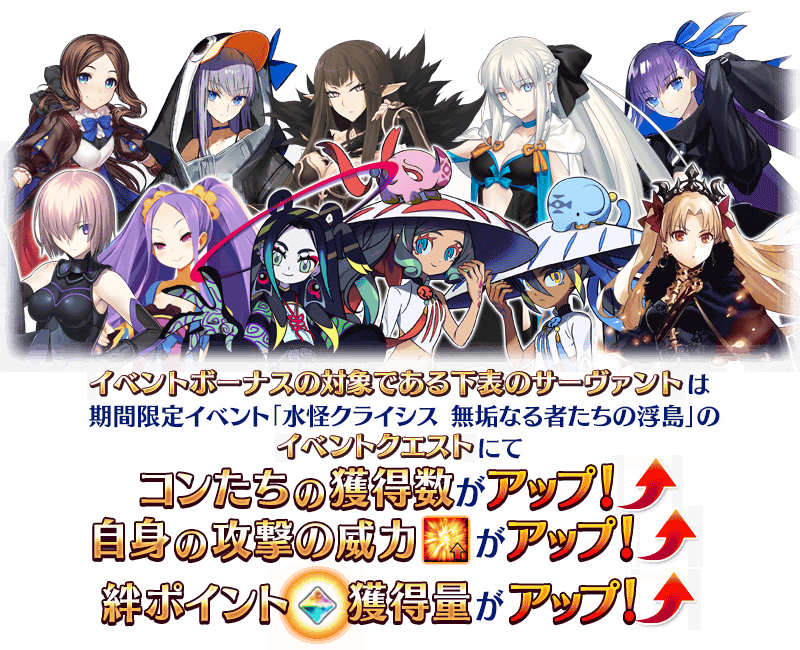 イベントボーナスの対象である下表のサーヴァントは
期間限定イベント「水怪クライシス 無垢なる者たちの浮島」の
イベントクエストにて
コンたちの獲得数がアップ!
自身の攻撃の威力がアップ!
絆ポイント獲得量がアップ!